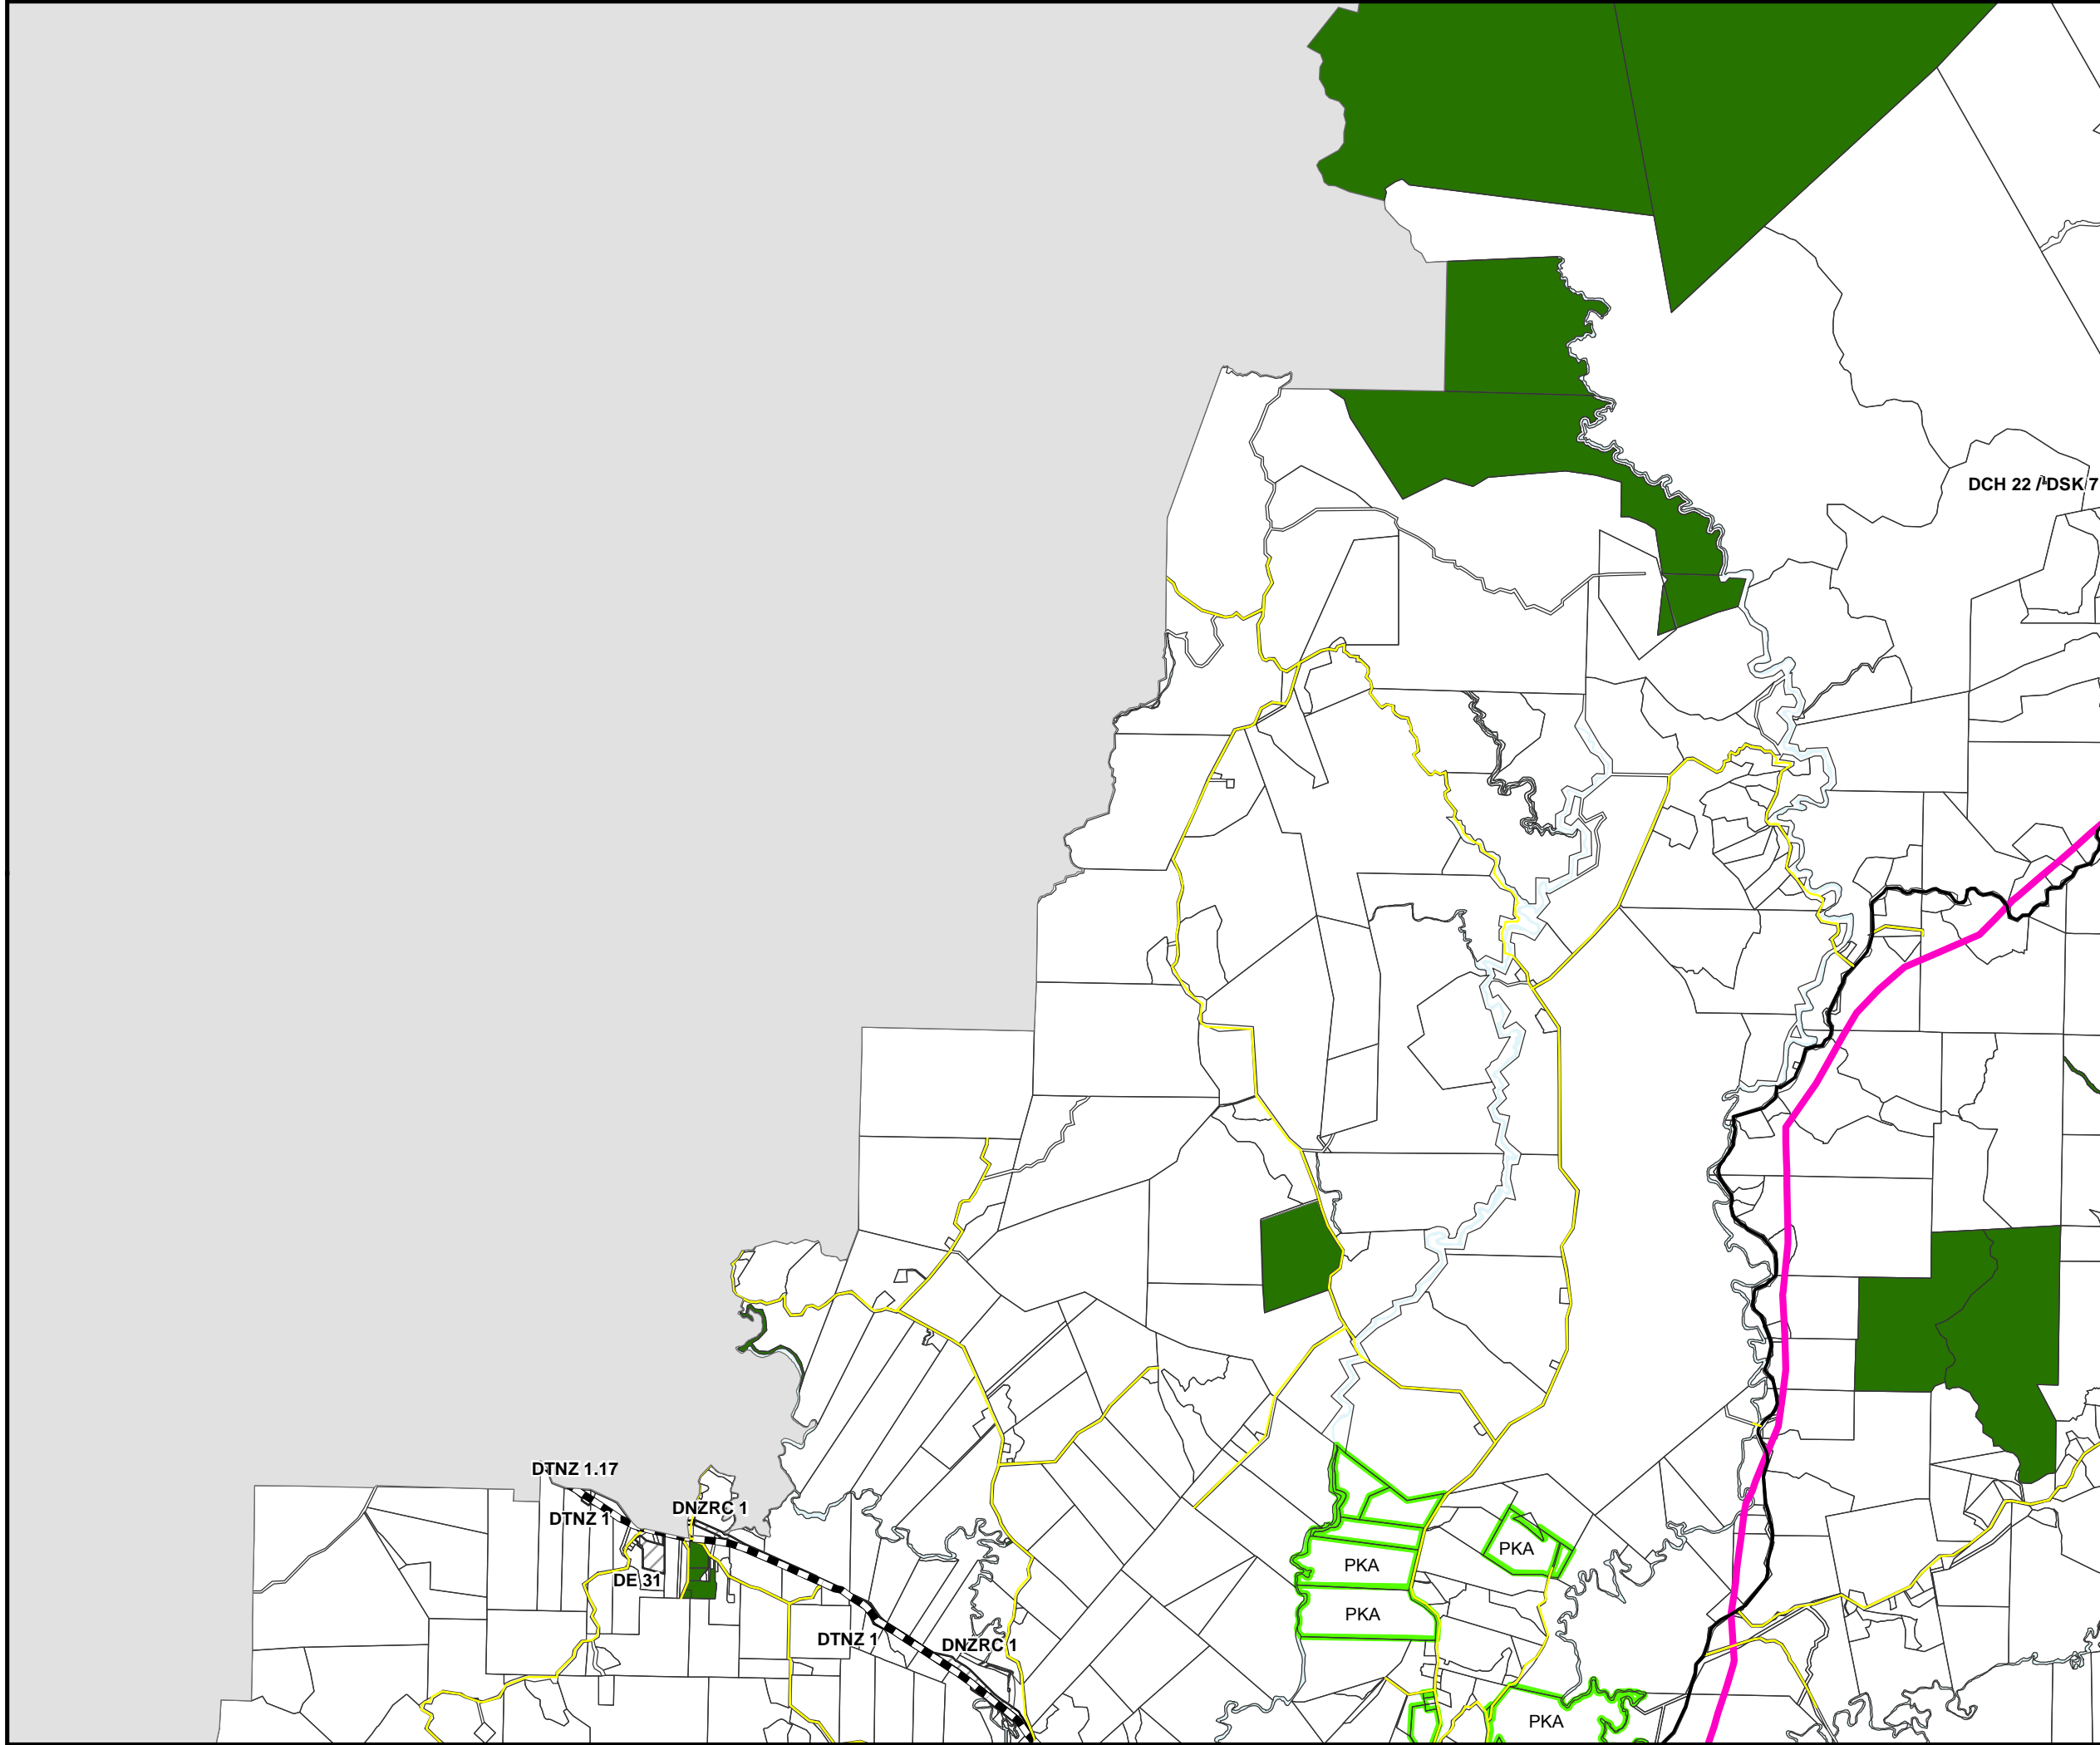 DCH 22 / DSK 7
DTNZ 1.17
DNZRC 1
DTNZ 1
PKA
PKA
DE 31
PKA
DTNZ 1
DNZRC 1
PKA